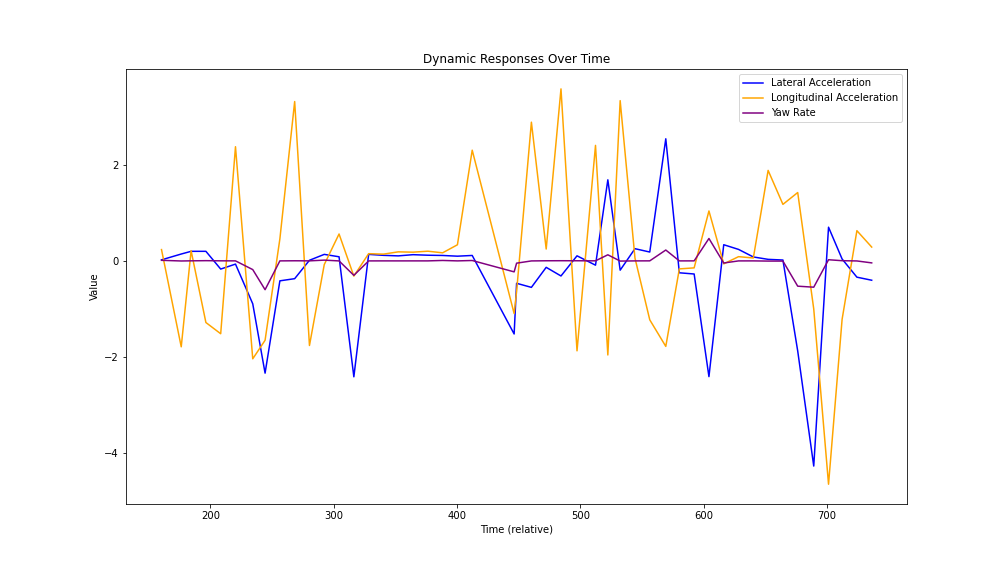 Dynamic Responses Over Time
Lateral Acceleration
Longitudinal Acceleration
Yaw Rate
Value
2
0
−2
−4
200 300 400 500 600 700
Time (relative)